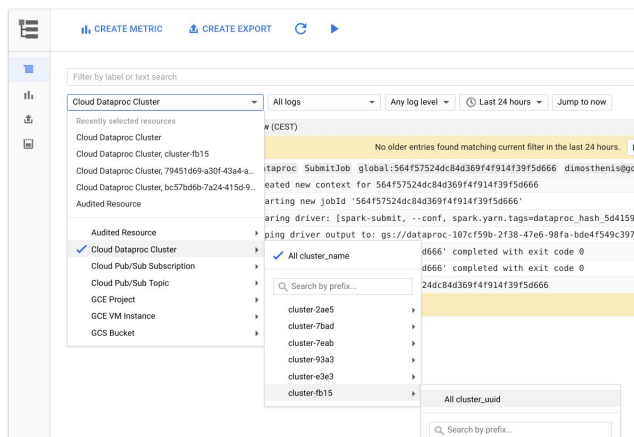 CREATE METRIC CREATE EXPORT
Filter by label or text search
Cloud Dataproc Cluster All logs Any log level Last 24 hours Jump to now
Recently selected resources
Cloud Dataproc Cluster
Cloud Dataproc Cluster, cluster-fb15
Cloud Dataproc Cluster, 79451d69-a30f-43a4-a...
Cloud Dataproc Cluster, bc57bd6b-7a24-415d-9...
Audited Resource
Audited Resource
Cloud Dataproc Cluster
Cloud Pub/Sub Subscription
Cloud Pub/Sub Topic
GCE Project
GCE VM Instance
GCS Bucket
w (CEST)
No older entries found matching current filter in the last 24 hours.
taproc SubmitJob global:564f57524dc84d369f4f914f39f5d666 dimosthenis@go
eated new context for 564f57524dc84d369f4f914f39f5d666
arting new jobId '564f57524dc84d369f4f914f39f5d666
aring driver: [spark-submit, --conf, spark.yarn.tags=dataproc_hash_5d4159
ping driver output to: gs://dataproc-107cf59b-2f38-47e6-98fa-bde4f549c397
d666' completed with exit code 0
d666' completed with exit code 0
24dc84d369f4f914f39f5d666
All cluster_name
Search by prefix...
cluster-2ae5
cluster-7bad
cluster-7eab
cluster-93a3
cluster-e3e3
cluster-fb15
All cluster_uuid
Search by prefix...